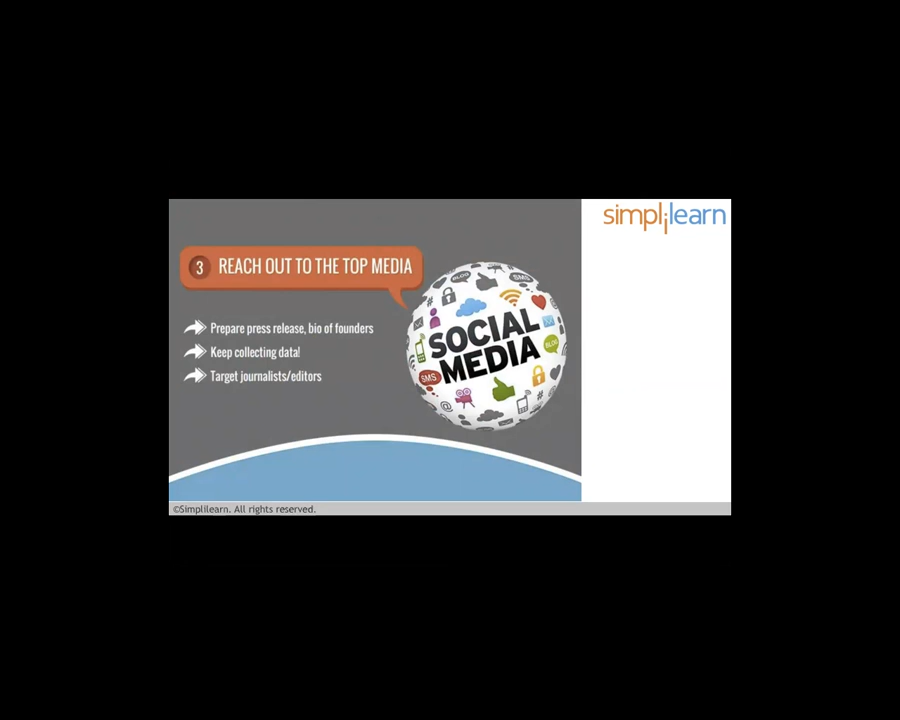 simplilearn
3 REACH OUT TO THE TOP MEDIA
Prepare press release, bio of founders
Keep collecting data!
Target journalists/editors
BLOG
SMS
#
SOCIAL
MEDIA
BLOG
SMS
@
#
©Simplilearn. All rights reserved.